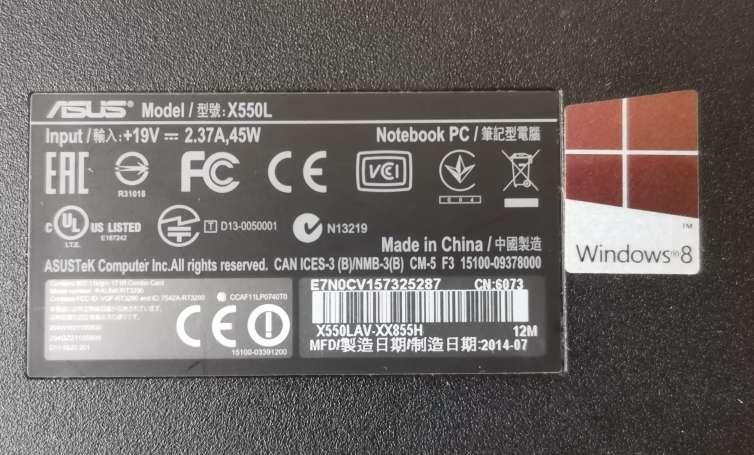 ASUS Model / 型號: X550L
Input / 輸入: +19V ⎓ 2.37A,45W
Notebook PC / 筆記型電腦
EAC
R31018
FC
CE
VCI
UL US LISTED
I.T.E. E187242
T D13-0050001
N13219
Made in China / 中國製造
ASUSTeK Computer Inc.All rights reserved. CAN ICES-3 (B)/NMB-3(B) CM-5 F3 15100-09378000
CCAF11LP0740T0
CE
15100-03391200
E7N0CV157325287 CN:6073
X550LAV-XX855H 12M
MFD/製造日期/制造日期: 2014-07
Windows 8